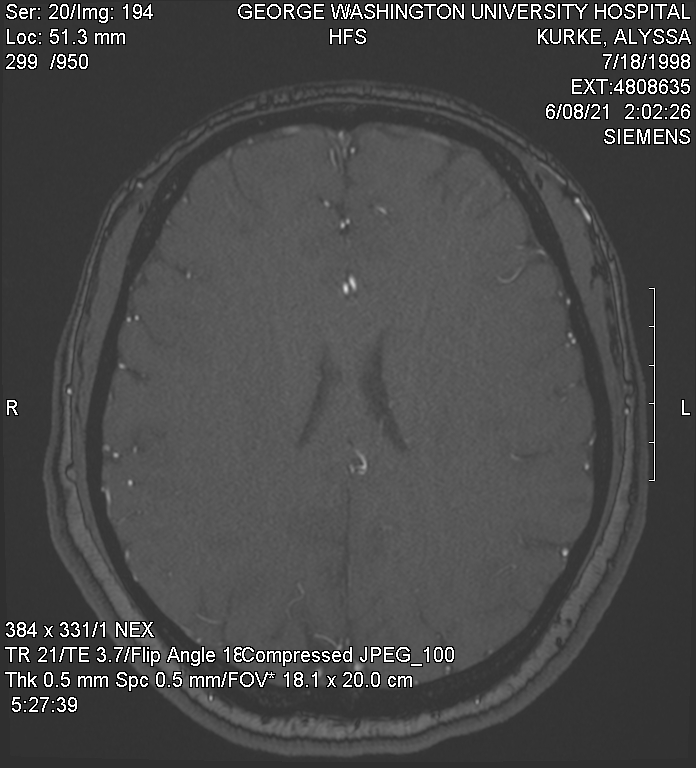 Ser: 20/Img: 194
Loc: 51.3 mm
299 /950
HFS
GEORGE WASHINGTON UNIVERSITY HOSPITAL
KURKE, ALYSSA
7/18/1998
EXT:4808635
6/08/21 2:02:26
SIEMENS
R
L
384 x 331/1 NEX
TR 21/TE 3.7/Flip Angle 18Compressed JPEG_100
Thk 0.5 mm Spc 0.5 mm/FOV* 18.1 x 20.0 cm
5:27:39